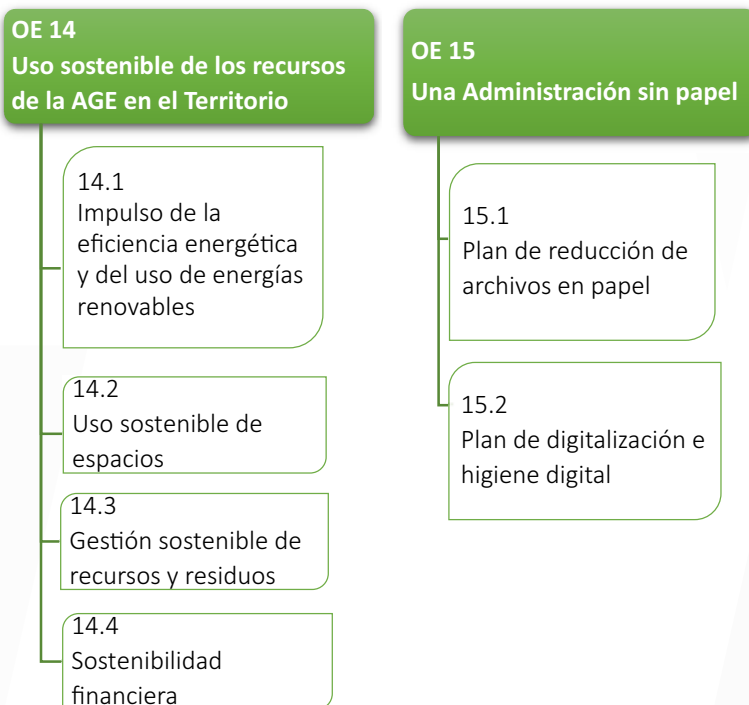 OE 14
Uso sostenible de los recursos
de la AGE en el Territorio
14.1
Impulso de la
eficiencia energética
y del uso de energías
renovables
14.2
Uso sostenible de
espacios
14.3
Gestión sostenible de
recursos y residuos
14.4
Sostenibilidad
financiera
OE 15
Una Administración sin papel
15.1
Plan de reducción de
archivos en papel
15.2
Plan de digitalización e
higiene digital